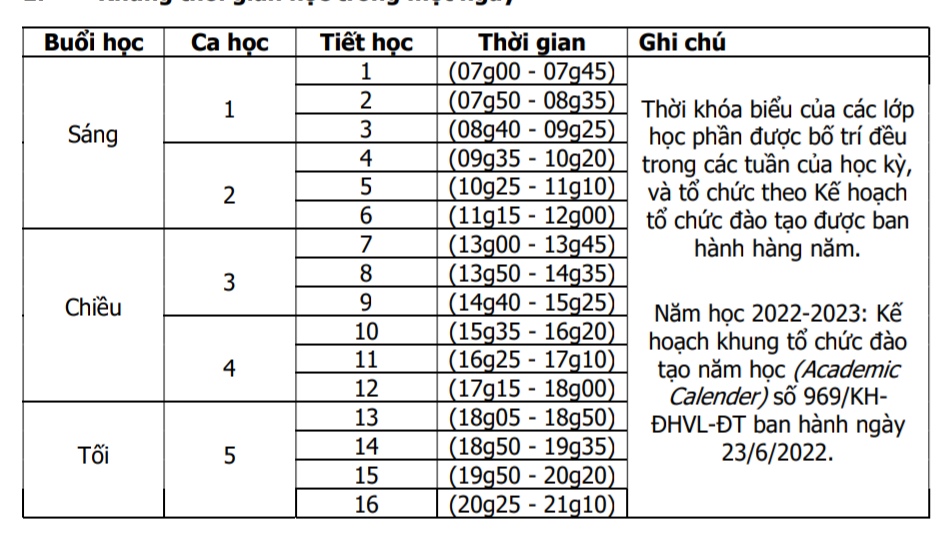 Buổi học Ca học Tiết học Thời gian Ghi chú
Sáng
1
1 (07g00 - 07g45)
2 (07g50 - 08g35)
3 (08g40 - 09g25)
2
4 (09g35 - 10g20)
5 (10g25 - 11g10)
6 (11g15 - 12g00)
Chiều
3
7 (13g00 - 13g45)
8 (13g50 - 14g35)
9 (14g40 - 15g25)
4
10 (15g35 - 16g20)
11 (16g25 - 17g10)
12 (17g15 - 18g00)
Tối
5
13 (18g05 - 18g50)
14 (18g50 - 19g35)
15 (19g50 - 20g20)
16 (20g25 - 21g10)
Thời khóa biểu của các lớp
học phần được bố trí đều
trong các tuần của học kỳ,
và tổ chức theo Kế hoạch
tổ chức đào tạo được ban
hành hàng năm.
Năm học 2022-2023: Kế
hoạch khung tổ chức đào
tạo năm học (Academic
Calender) số 969/KH-
ĐHVL-ĐT ban hành ngày
23/6/2022.